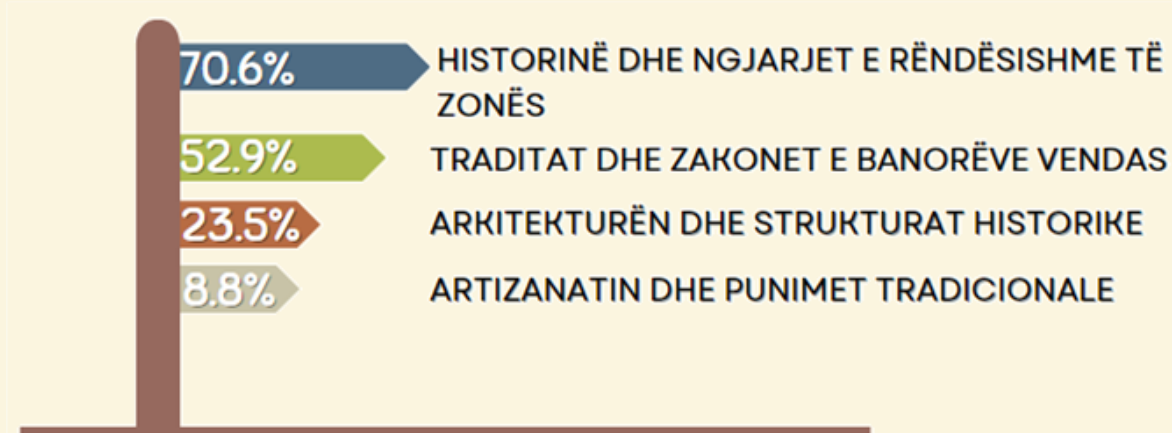 70.6% HISTORINË DHE NGJARJET E RËNDËSISHME TË
ZONËS
52.9% TRADITAT DHE ZAKONET E BANORËVE VENDAS
23.5% ARKITEKTURËN DHE STRUKTURAT HISTORIKE
8.8% ARTIZANATIN DHE PUNIMET TRADICIONALE